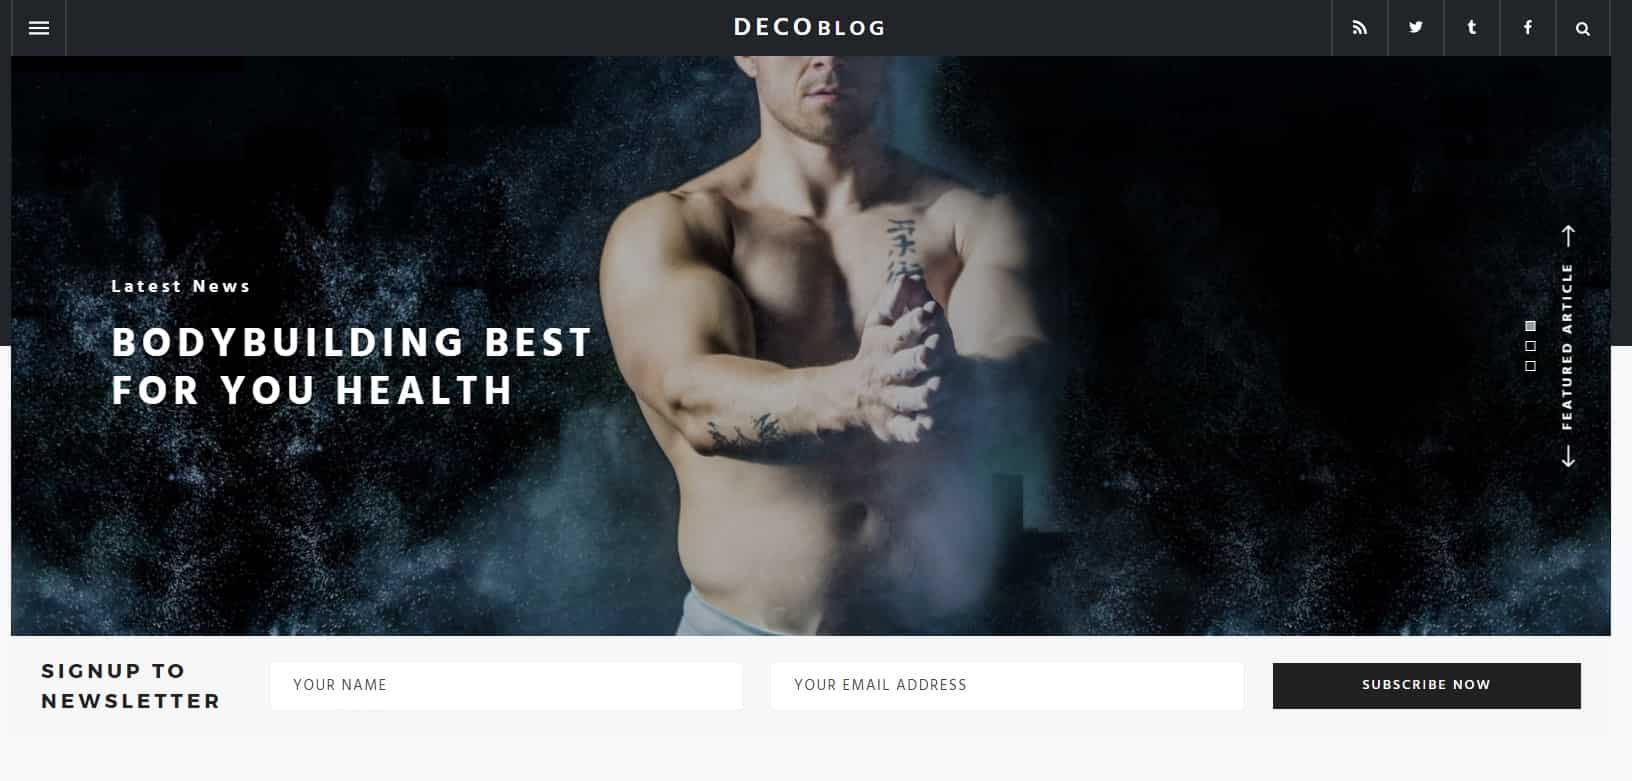 DECOBLOG
Latest News
BODYBUILDING BEST
FOR YOU HEALTH
FEATURED ARTICLE
SIGNUP TO
NEWSLETTER
YOUR NAME
YOUR EMAIL ADDRESS
SUBSCRIBE NOW